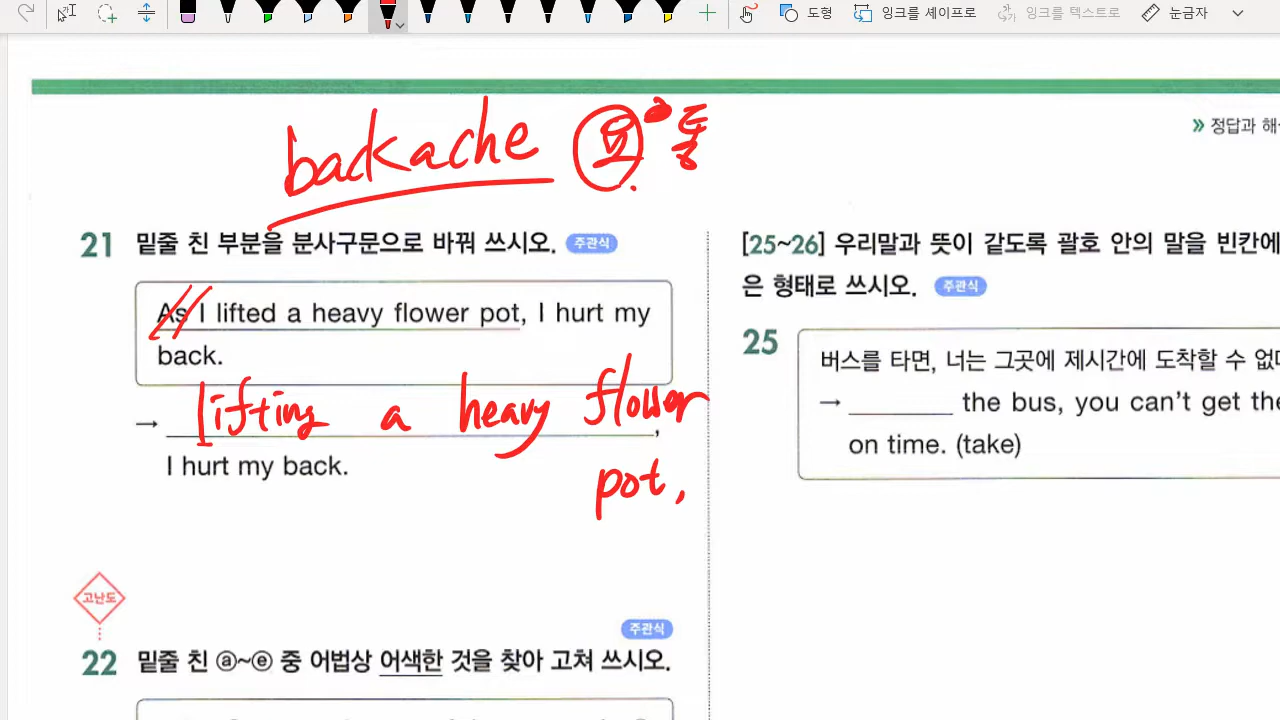 도형 잉크를 셰이프로 잉크를 텍스트로 눈금자
정답과 해
backache 요통
21 밑줄 친 부분을 분사구문으로 바꿔 쓰시오. 주관식
As I lifted a heavy flower pot, I hurt my
back.
→ lifting a heavy flower
pot,
I hurt my back.
고난도
주관식
22 밑줄 친 ⓐ~ⓔ 중 어법상 어색한 것을 찾아 고쳐 쓰시오.
[25~26] 우리말과 뜻이 같도록 괄호 안의 말을 빈칸에
은 형태로 쓰시오. 주관식
25 버스를 타면, 너는 그곳에 제시간에 도착할 수 없
→ ________ the bus, you can't get the
on time. (take)